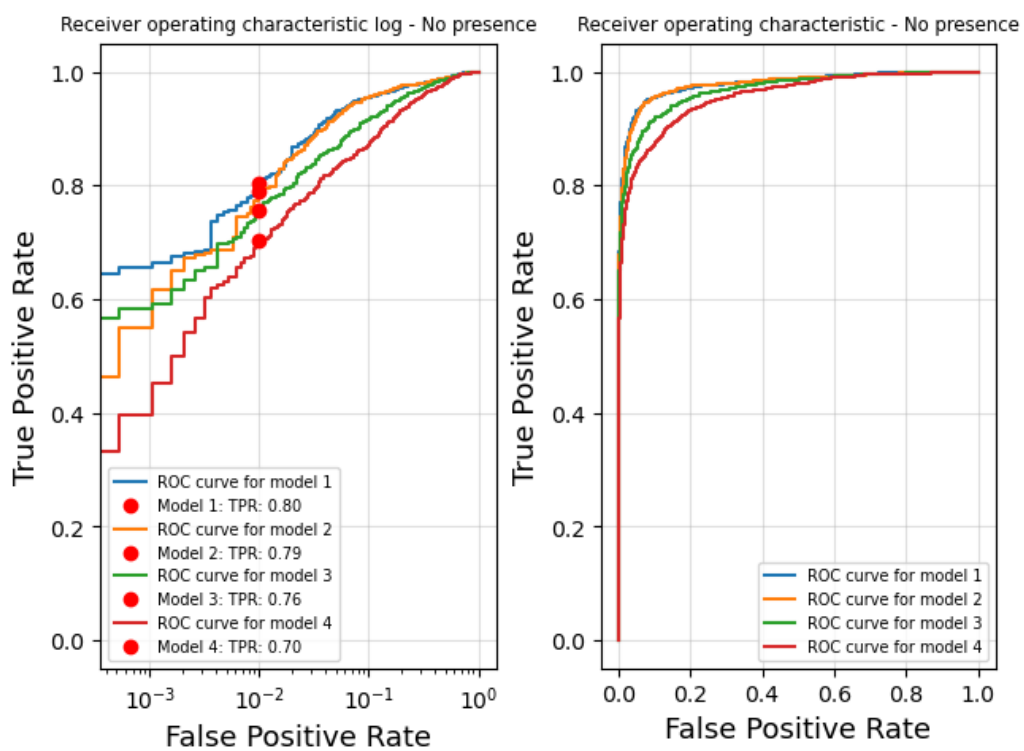 Receiver operating characteristic log - No presence
1.0
0.8
0.6
0.4
0.2
0.0
True Positive Rate
ROC curve for model 1
Model 1: TPR: 0.80
ROC curve for model 2
Model 2: TPR: 0.79
ROC curve for model 3
Model 3: TPR: 0.76
ROC curve for model 4
Model 4: TPR: 0.70
10⁻³ 10⁻² 10⁻¹ 10⁰
False Positive Rate
Receiver operating characteristic - No presence
1.0
0.8
0.6
0.4
0.2
0.0
True Positive Rate
ROC curve for model 1
ROC curve for model 2
ROC curve for model 3
ROC curve for model 4
0.0 0.2 0.4 0.6 0.8 1.0
False Positive Rate